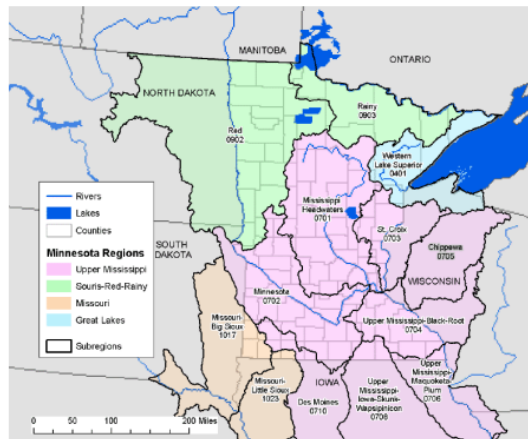 MANITOBA
ONTARIO
NORTH DAKOTA
Rainy
0903
Red
0902
Western
Lake Superior
0401
Mississippi
Headwaters
0701
St. Croix
0703
Chippewa
0705
WISCONSIN
SOUTH
DAKOTA
Minnesota
0702
Upper Mississippi-Black-Root
0704
Missouri-
Big Sioux
1017
Missouri-
Little Sioux
1023
IOWA
Des Moines
0710
Upper
Mississippi-
Iowa-Skunk-
Wapsipinicon
0708
Upper
Mississippi-
Maquoketa-
Plum
0706
Rivers
Lakes
Counties
Minnesota Regions
Upper Mississippi
Souris-Red-Rainy
Missouri
Great Lakes
Subregions
0 50 100 200 Miles